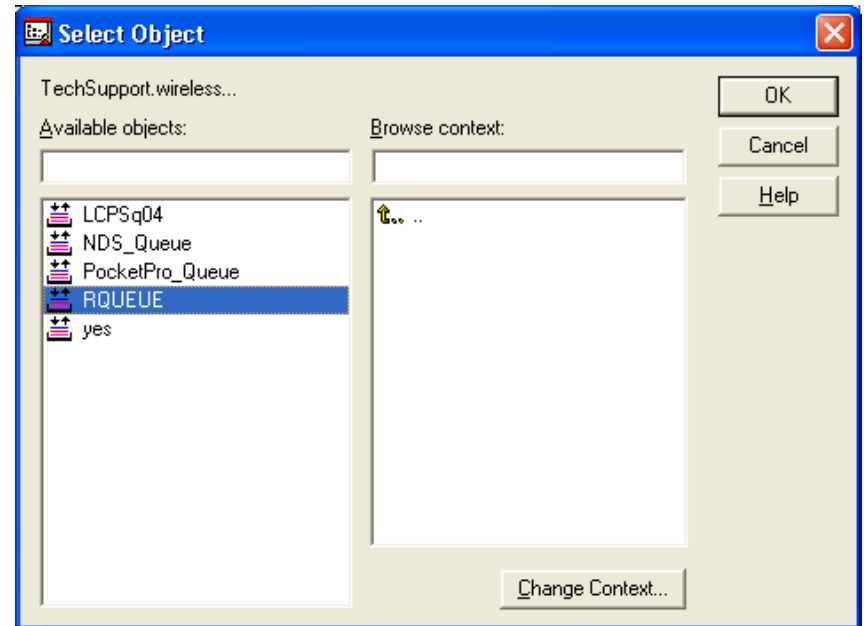 Select Object
TechSupport.wireless...
Available objects:
Browse context:
LCPSq04
NDS_Queue
PocketPro_Queue
RQUEUE
yes
..
Change Context...
OK
Cancel
Help